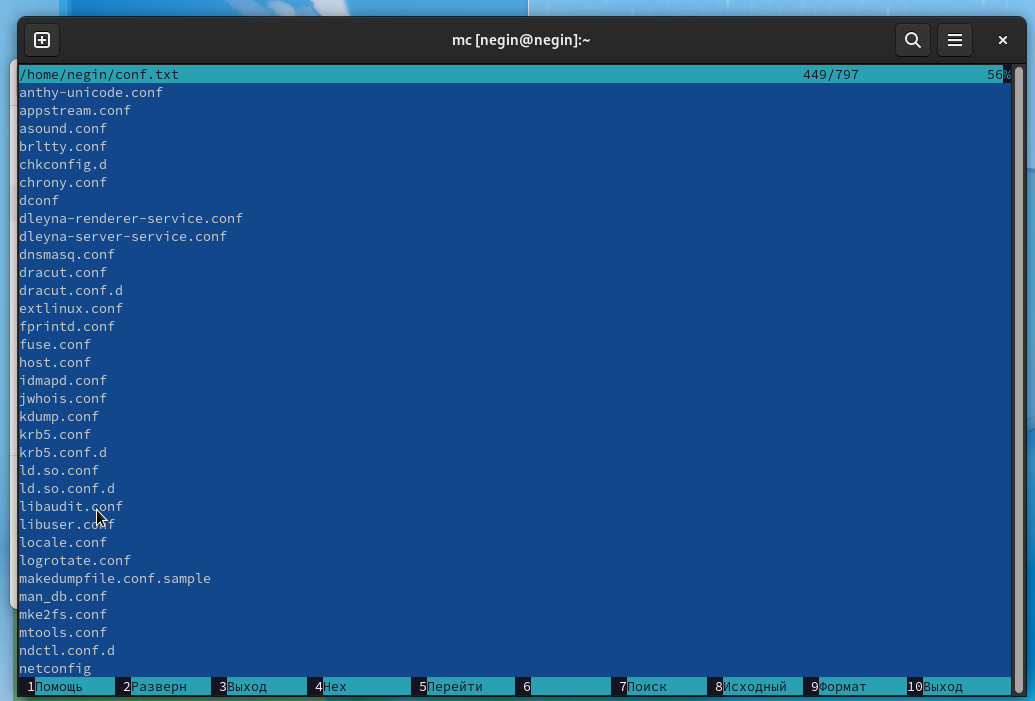 mc [negin@negin]:~
/home/negin/conf.txt 449/797 56%
anthy-unicode.conf
appstream.conf
asound.conf
brltty.conf
chkconfig.d
chrony.conf
dconf
dleyna-renderer-service.conf
dleyna-server-service.conf
dnsmasq.conf
dracut.conf
dracut.conf.d
extlinux.conf
fprintd.conf
fuse.conf
host.conf
idmapd.conf
jwhois.conf
kdump.conf
krb5.conf
krb5.conf.d
ld.so.conf
ld.so.conf.d
libaudit.conf
libuser.conf
locale.conf
logrotate.conf
makedumpfile.conf.sample
man_db.conf
mke2fs.conf
mtools.conf
ndctl.conf.d
netconfig
1Помощь 2Разверн 3Выход 4Hex 5Перейти 6 7Поиск 8Исходный 9Формат 10Выход